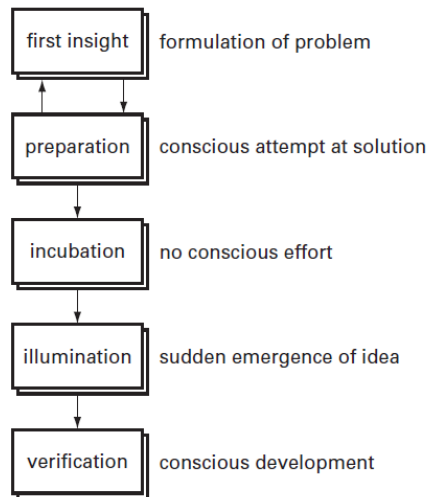 first insight formulation of problem
preparation conscious attempt at solution
incubation no conscious effort
illumination sudden emergence of idea
verification conscious development